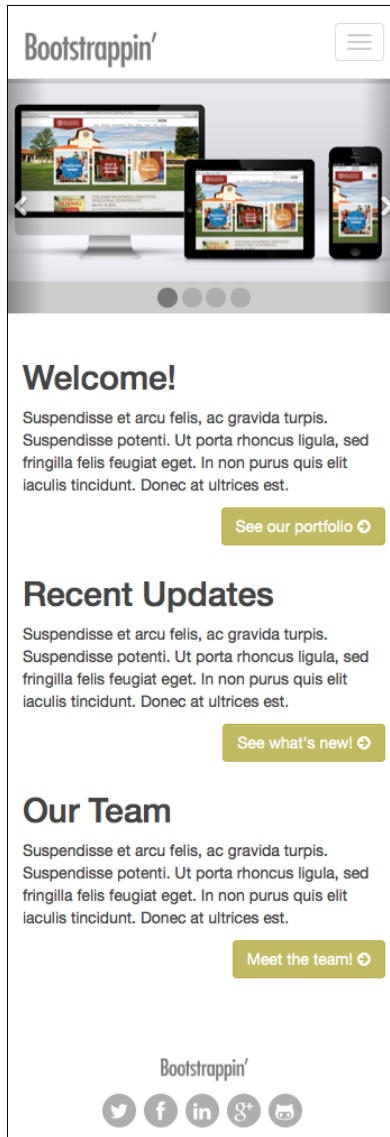 Bootstrappin’
Welcome!
Suspendisse et arcu felis, ac gravida turpis.
Suspendisse potenti. Ut porta rhoncus ligula, sed
fringilla felis feugiat eget. In non purus quis elit
iaculis tincidunt. Donec at ultrices est.
See our portfolio
Recent Updates
Suspendisse et arcu felis, ac gravida turpis.
Suspendisse potenti. Ut porta rhoncus ligula, sed
fringilla felis feugiat eget. In non purus quis elit
iaculis tincidunt. Donec at ultrices est.
See what's new!
Our Team
Suspendisse et arcu felis, ac gravida turpis.
Suspendisse potenti. Ut porta rhoncus ligula, sed
fringilla felis feugiat eget. In non purus quis elit
iaculis tincidunt. Donec at ultrices est.
Meet the team!
Bootstrappin’
f in g+